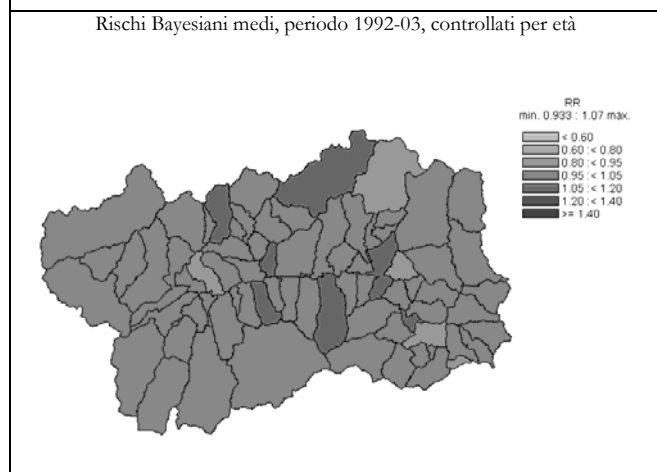 Rischi Bayesiani medi, periodo 1992-03, controllati per età
RR
min. 0.933 : 1.07 max.
< 0.60
0.60 :< 0.80
0.80 :< 0.95
0.95 :< 1.05
1.05 :< 1.20
1.20 :< 1.40
>= 1.40